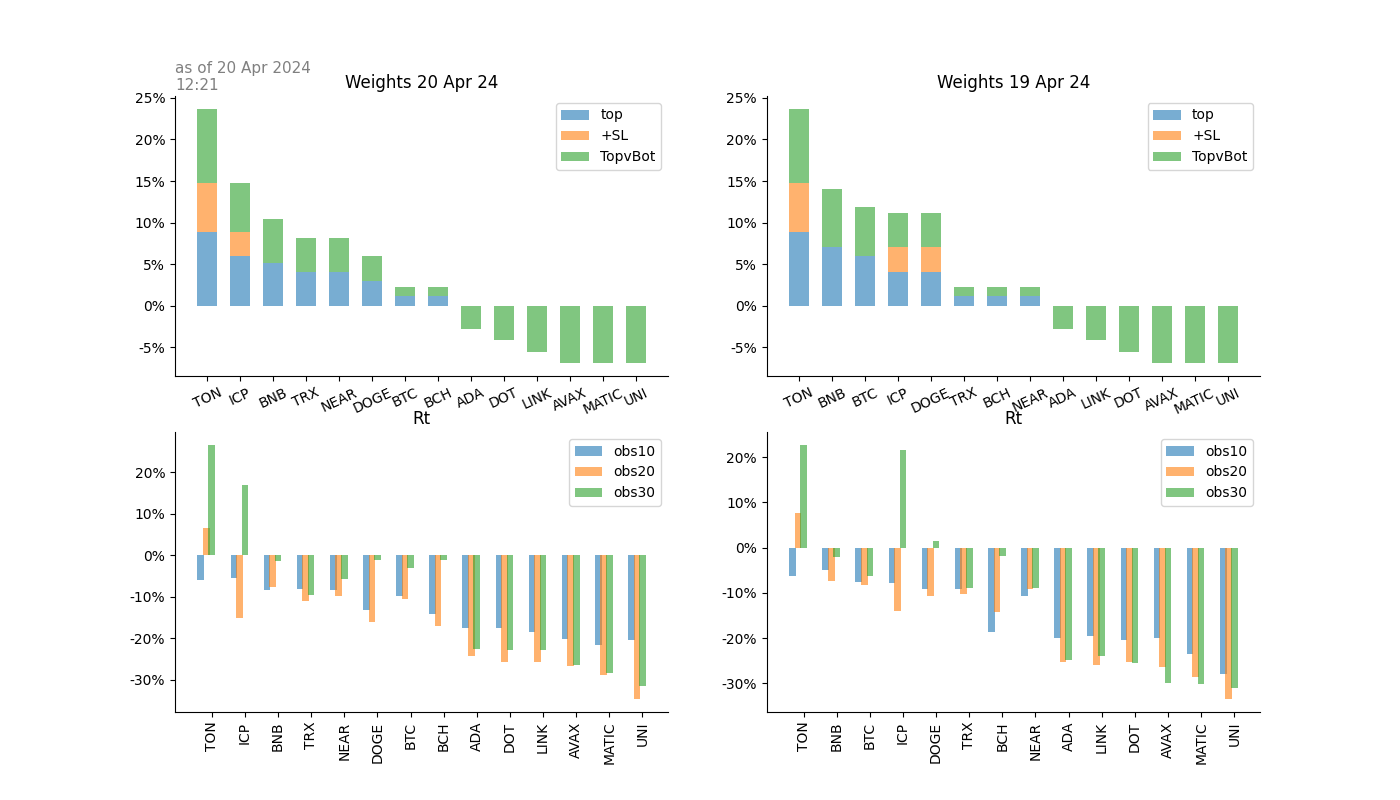 as of 20 Apr 2024
12:21
Weights 20 Apr 24
25%
20%
15%
10%
5%
0%
-5%
top
+SL
TopvBot
TON ICP BNB TRX NEAR DOGE BTC BCH ADA DOT LINK AVAX MATIC UNI
Weights 19 Apr 24
25%
20%
15%
10%
5%
0%
-5%
top
+SL
TopvBot
TON BNB BTC ICP DOGE TRX BCH NEAR ADA LINK DOT AVAX MATIC UNI
Rt
20%
10%
0%
-10%
-20%
-30%
obs10
obs20
obs30
TON ICP BNB TRX NEAR DOGE BTC BCH ADA DOT LINK AVAX MATIC UNI
Rt
20%
10%
0%
-10%
-20%
-30%
obs10
obs20
obs30
TON BNB BTC ICP DOGE TRX BCH NEAR ADA LINK DOT AVAX MATIC UNI